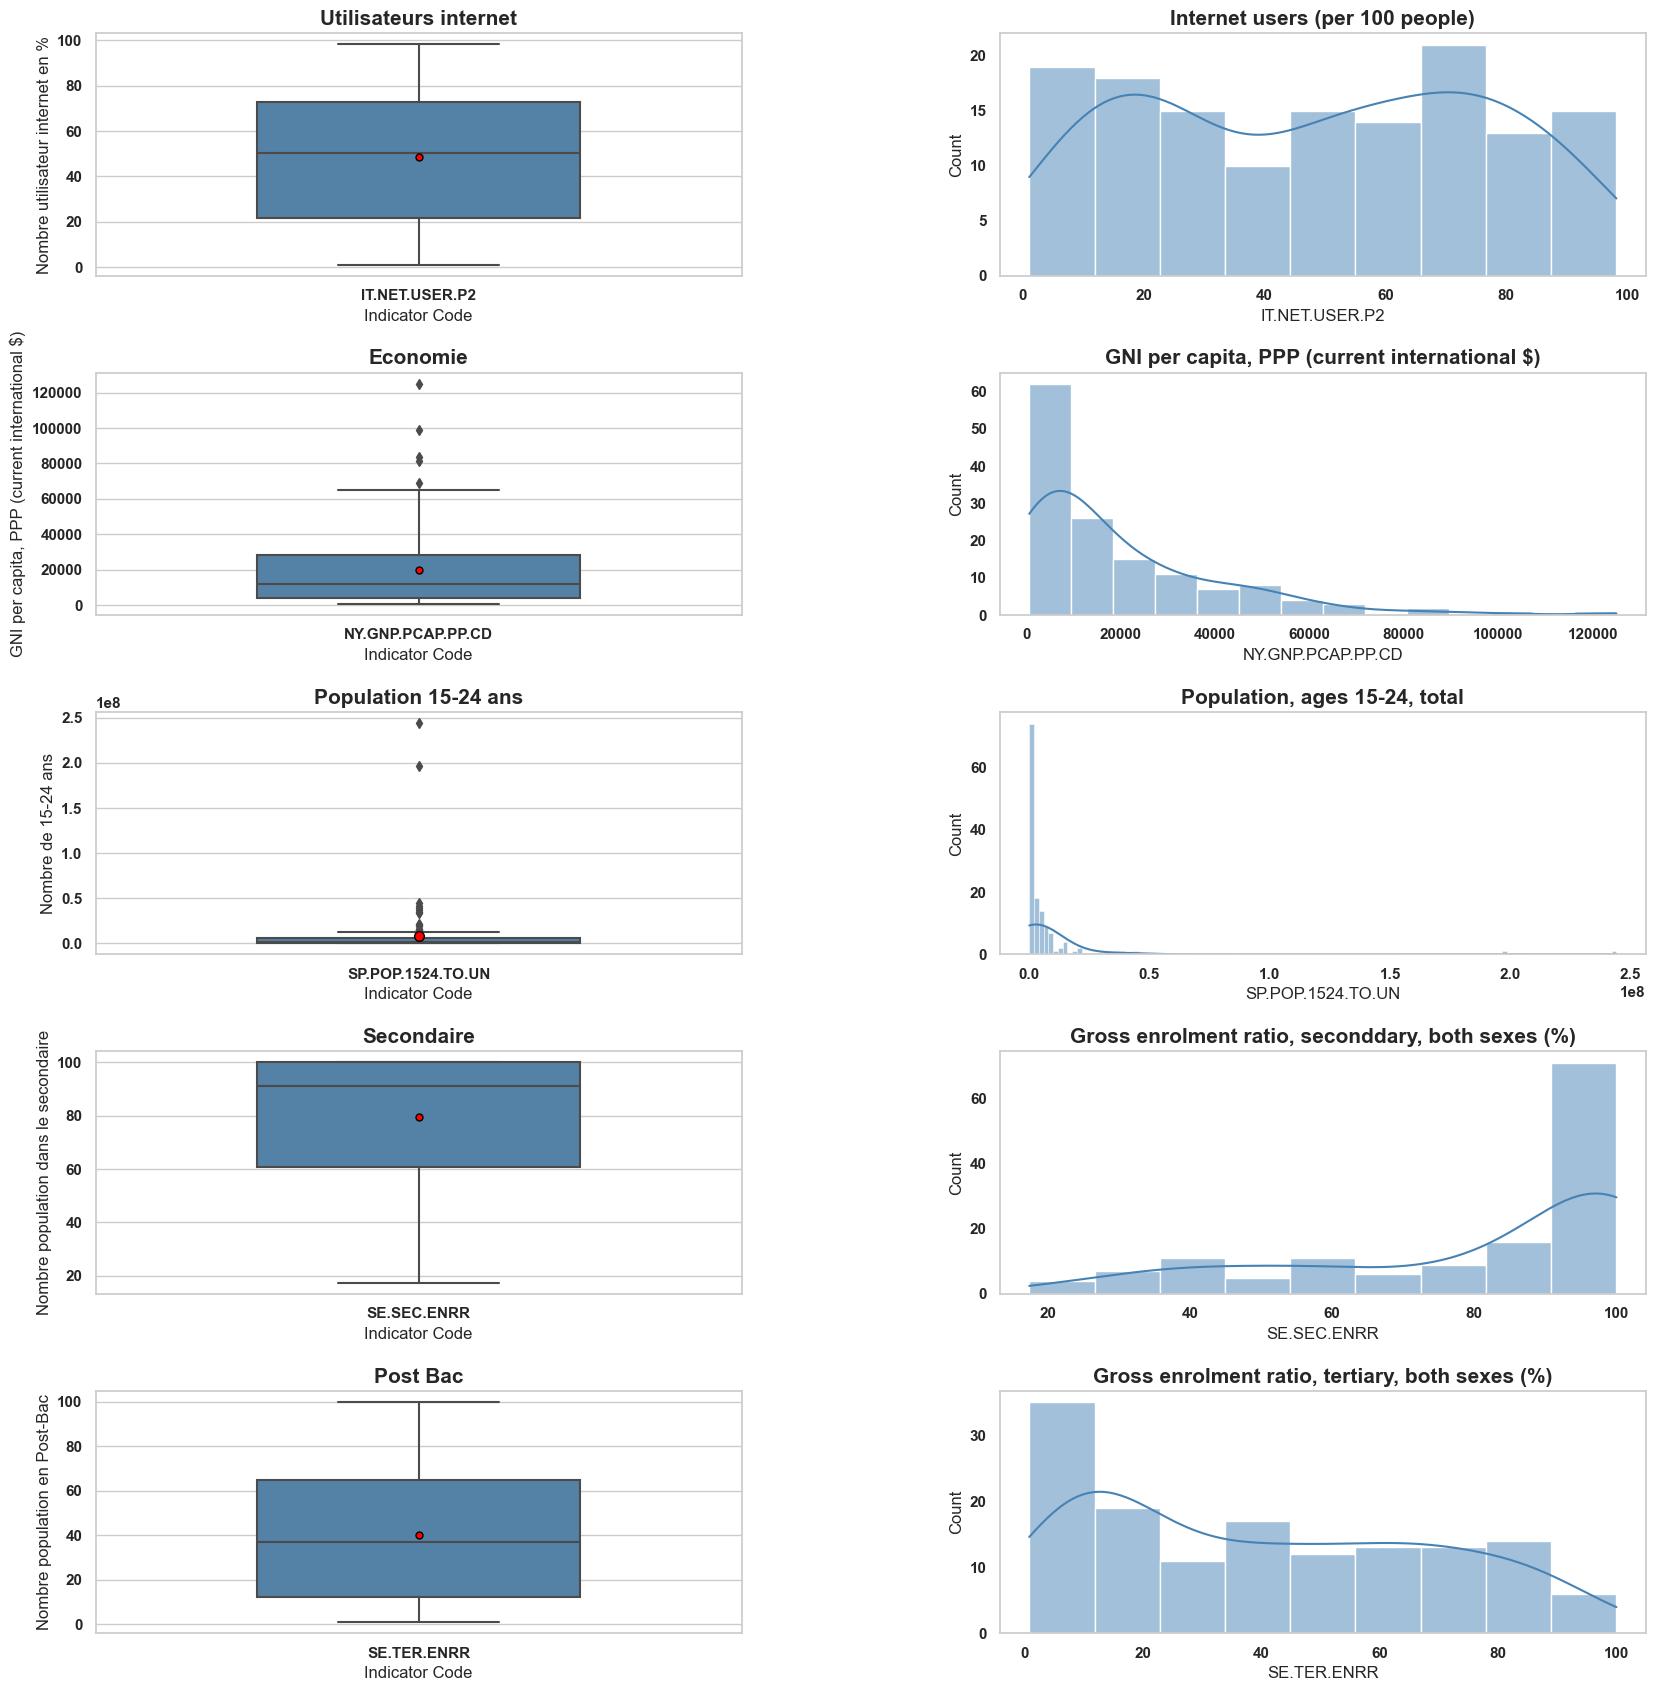 Utilisateurs internet
Nombre utilisateur internet en %
100
80
60
40
20
0
IT.NET.USER.P2
Indicator Code
Internet users (per 100 people)
Count
20
15
10
5
0
0 20 40 60 80 100
IT.NET.USER.P2
Economie
GNI per capita, PPP (current international $)
120000
100000
80000
60000
40000
20000
0
NY.GNP.PCAP.PP.CD
Indicator Code
GNI per capita, PPP (current international $)
Count
60
50
40
30
20
10
0
0 20000 40000 60000 80000 100000 120000
NY.GNP.PCAP.PP.CD
Population 15-24 ans
1e8
Nombre de 15-24 ans
2.5
2.0
1.5
1.0
0.5
0.0
SP.POP.1524.TO.UN
Indicator Code
Population, ages 15-24, total
Count
60
40
20
0
0.0 0.5 1.0 1.5 2.0 2.5
1e8
SP.POP.1524.TO.UN
Secondaire
Nombre population dans le secondaire
100
80
60
40
20
SE.SEC.ENRR
Indicator Code
Gross enrolment ratio, seconddary, both sexes (%)
Count
60
40
20
0
20 40 60 80 100
SE.SEC.ENRR
Post Bac
Nombre population en Post-Bac
100
80
60
40
20
0
SE.TER.ENRR
Indicator Code
Gross enrolment ratio, tertiary, both sexes (%)
Count
30
20
10
0
0 20 40 60 80 100
SE.TER.ENRR